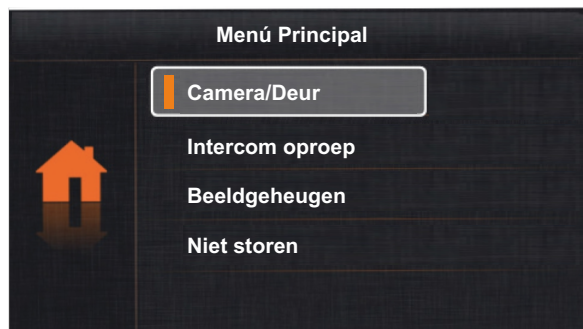 Menú Principal
Camera/Deur
Intercom oproep
Beeldgeheugen
Niet storen